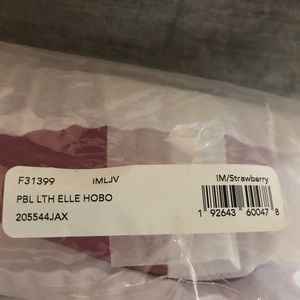 F31399 IMLJV IM/Strawberry
PBL LTH ELLE HOBO
205544JAX
1 92643 60047 8